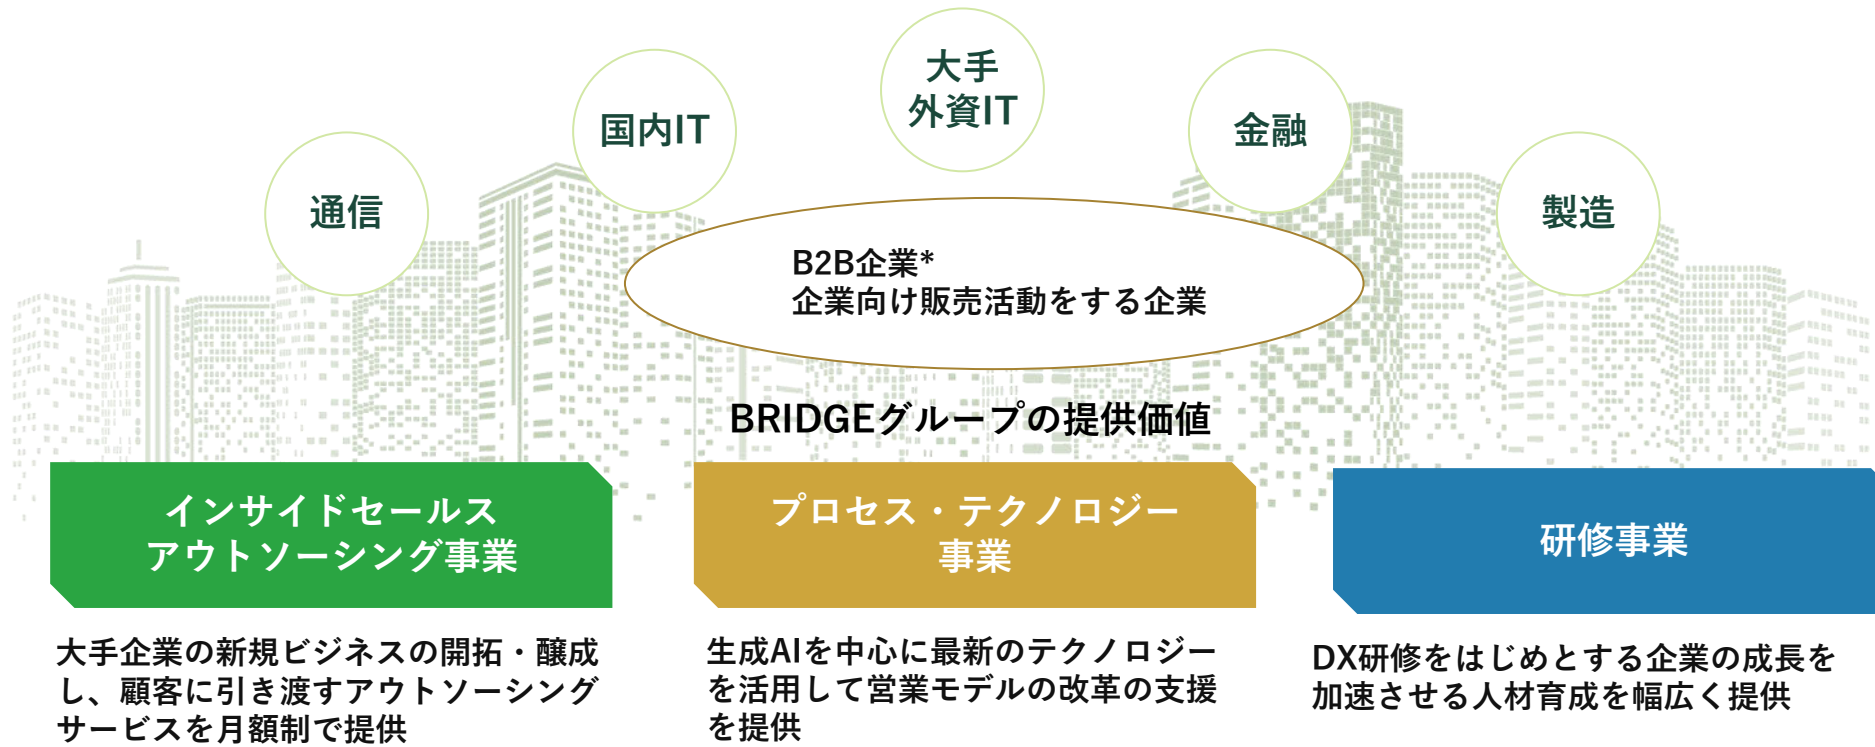 大手
外資IT
国内IT
金融
通信
製造
B2B企業*
企業向け販売活動をする企業
BRIDGEグループの提供価値
インサイドセールス
アウトソーシング事業
大手企業の新規ビジネスの開拓・醸成
し、顧客に引き渡すアウトソーシング
サービスを月額制で提供
プロセス・テクノロジー
事業
生成AIを中心に最新のテクノロジー
を活用して営業モデルの改革の支援
を提供
研修事業
DX研修をはじめとする企業の成長を
加速させる人材育成を幅広く提供